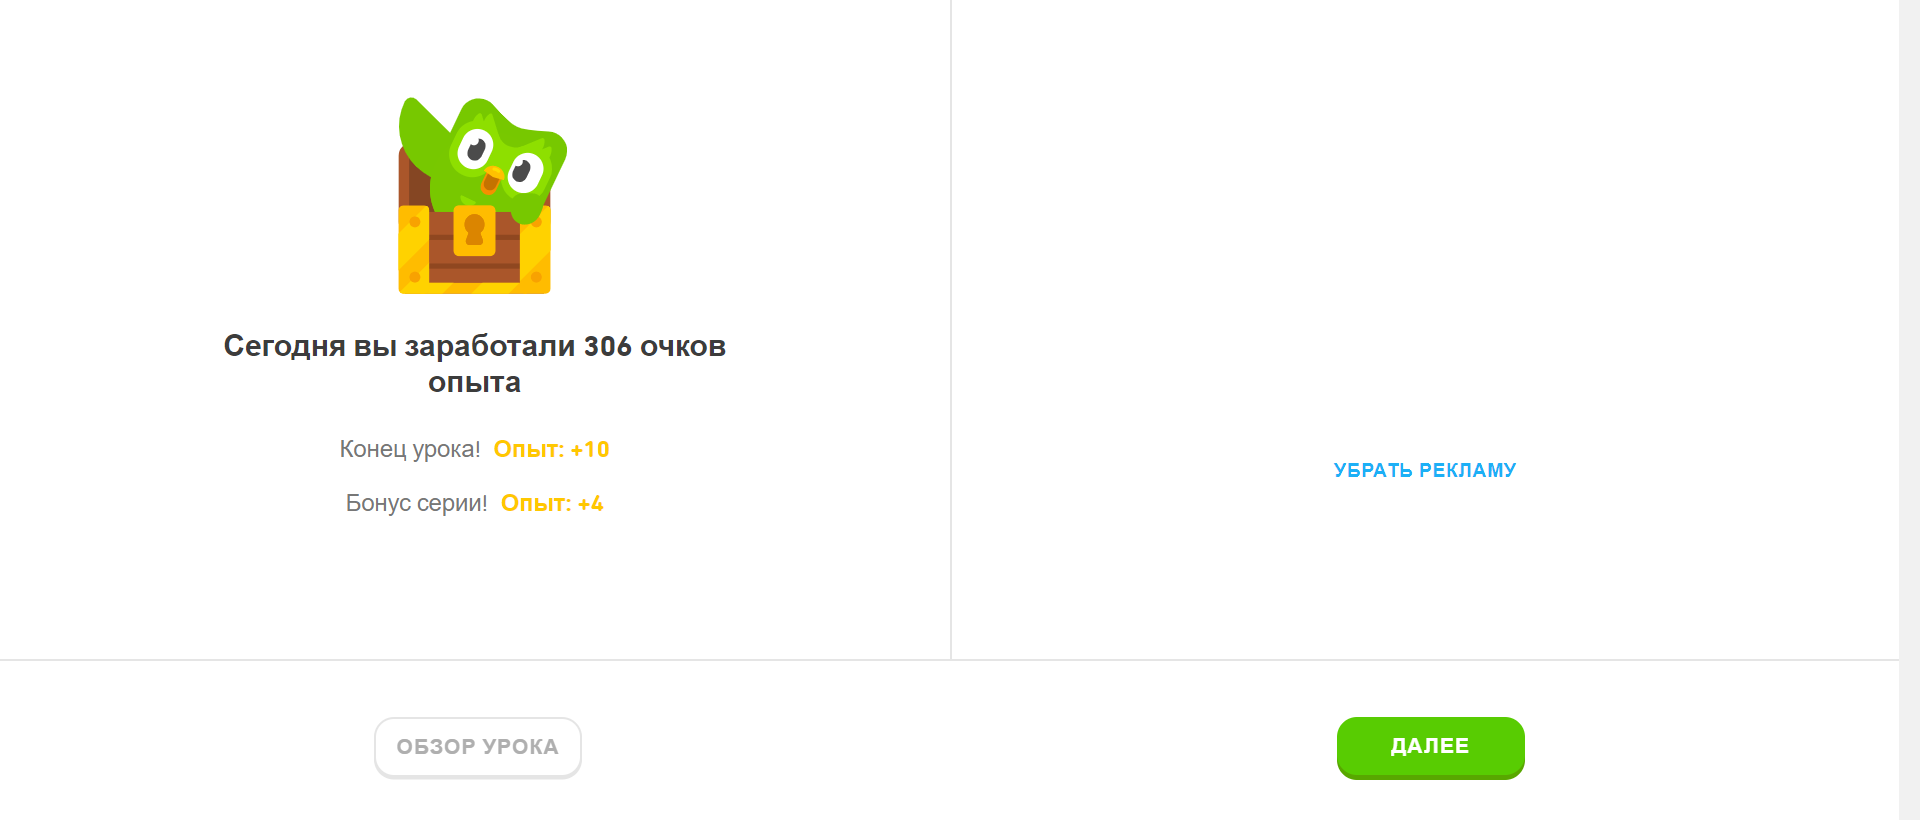 Сегодня вы заработали 306 очков
опыта
Конец урока! Опыт: +10
Бонус серии! Опыт: +4
УБРАТЬ РЕКЛАМУ
ОБЗОР УРОКА
ДАЛЕЕ